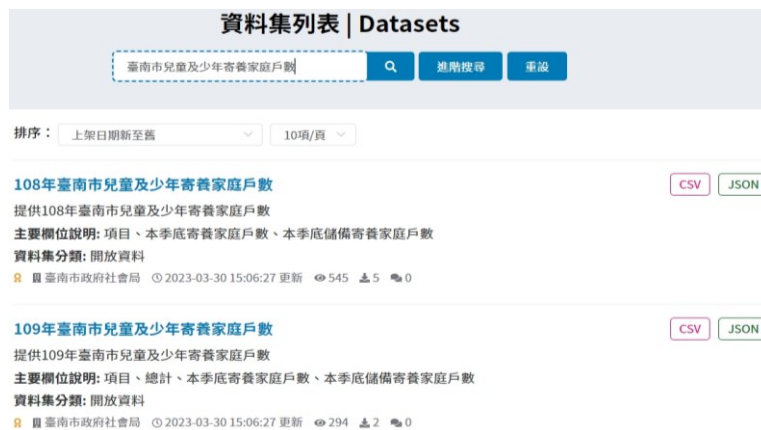 資料集列表 | Datasets
臺南市兒童及少年寄養家庭戶數
進階搜尋
重設
排序：
上架日期新至舊
10項/頁
108年臺南市兒童及少年寄養家庭戶數
CSV
JSON
提供108年臺南市兒童及少年寄養家庭戶數
主要欄位說明: 項目、本季底寄養家庭戶數、本季底儲備寄養家庭戶數
資料集分類: 開放資料
臺南市政府社會局 2023-03-30 15:06:27 更新 545 5 0
109年臺南市兒童及少年寄養家庭戶數
CSV
JSON
提供109年臺南市兒童及少年寄養家庭戶數
主要欄位說明: 項目、總計、本季底寄養家庭戶數、本季底儲備寄養家庭戶數
資料集分類: 開放資料
臺南市政府社會局 2023-03-30 15:06:27 更新 294 2 0